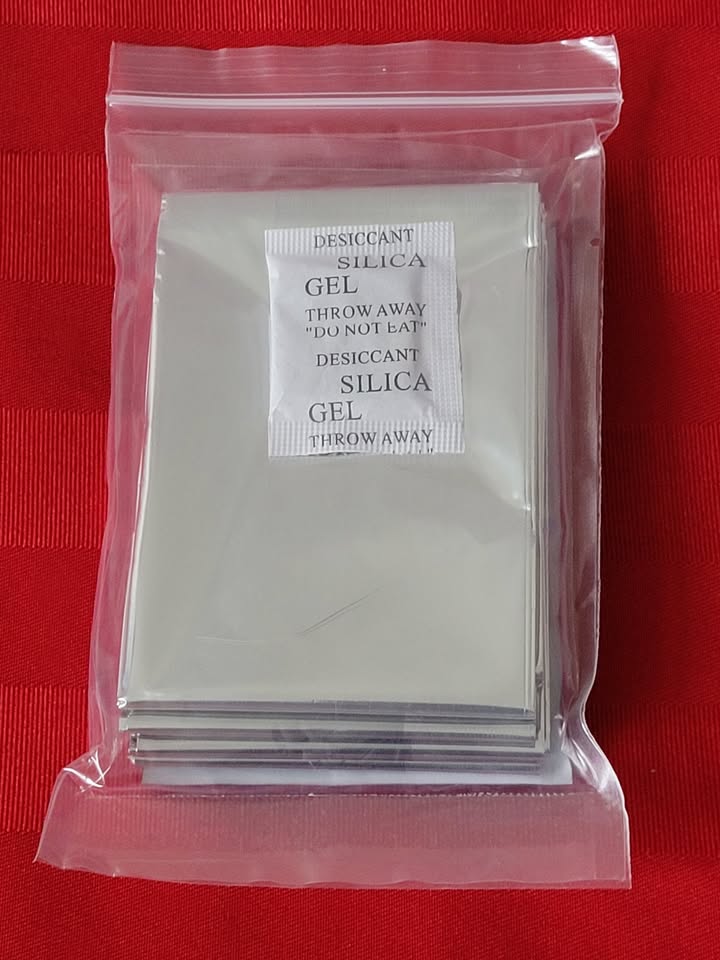 DESICCANT
SILICA
GEL
THROW AWAY
"DO NOT EAT"
DESICCANT
SILICA
GEL
THROW AWAY